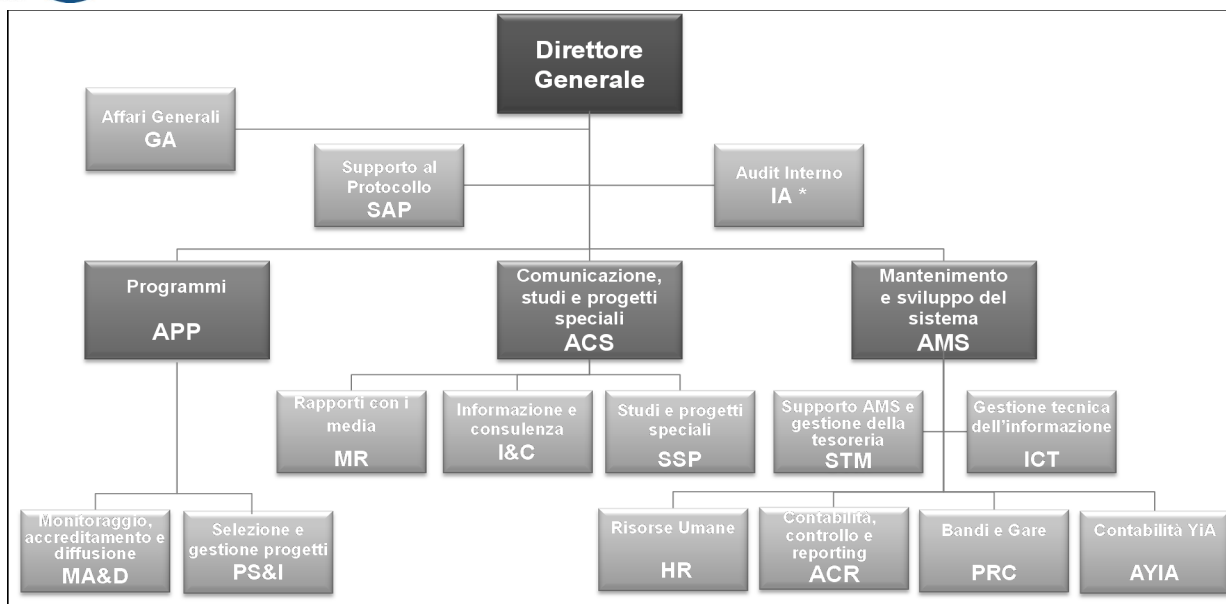 Direttore
Generale
Affari Generali
GA
Supporto al
Protocollo
SAP
Audit Interno
IA *
Programmi
APP
Comunicazione,
studi e progetti
speciali
ACS
Mantenimento
e sviluppo del
sistema
AMS
Rapporti con i
media
MR
Informazione e
consulenza
I&C
Studi e progetti
speciali
SSP
Supporto AMS e
gestione della
tesoreria
STM
Gestione tecnica
dell'informazione
ICT
Monitoraggio,
accreditamento e
diffusione
MA&D
Selezione e
gestione progetti
PS&I
Risorse Umane
HR
Contabilità,
controllo e
reporting
ACR
Bandi e Gare
PRC
Contabilità YiA
AYIA